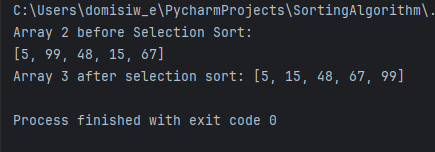 C:\Users\domisiw_e\PycharmProjects\SortingAlgorithm\.
Array 2 before Selection Sort:
[5, 99, 48, 15, 67]
Array 3 after selection sort: [5, 15, 48, 67, 99]
Process finished with exit code 0